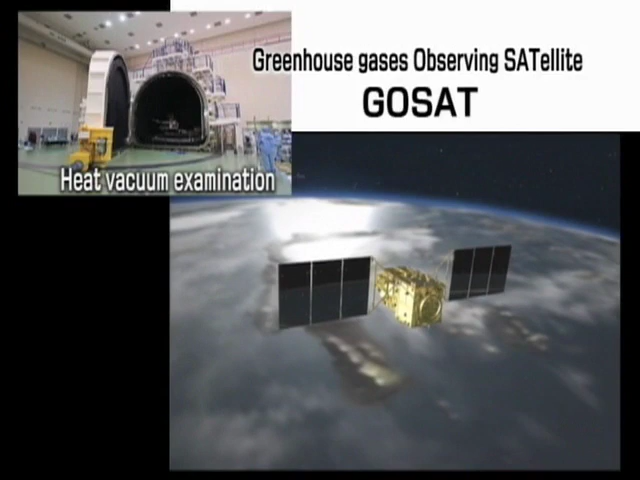 Greenhouse gases Observing SATellite
GOSAT
Heat vacuum examination